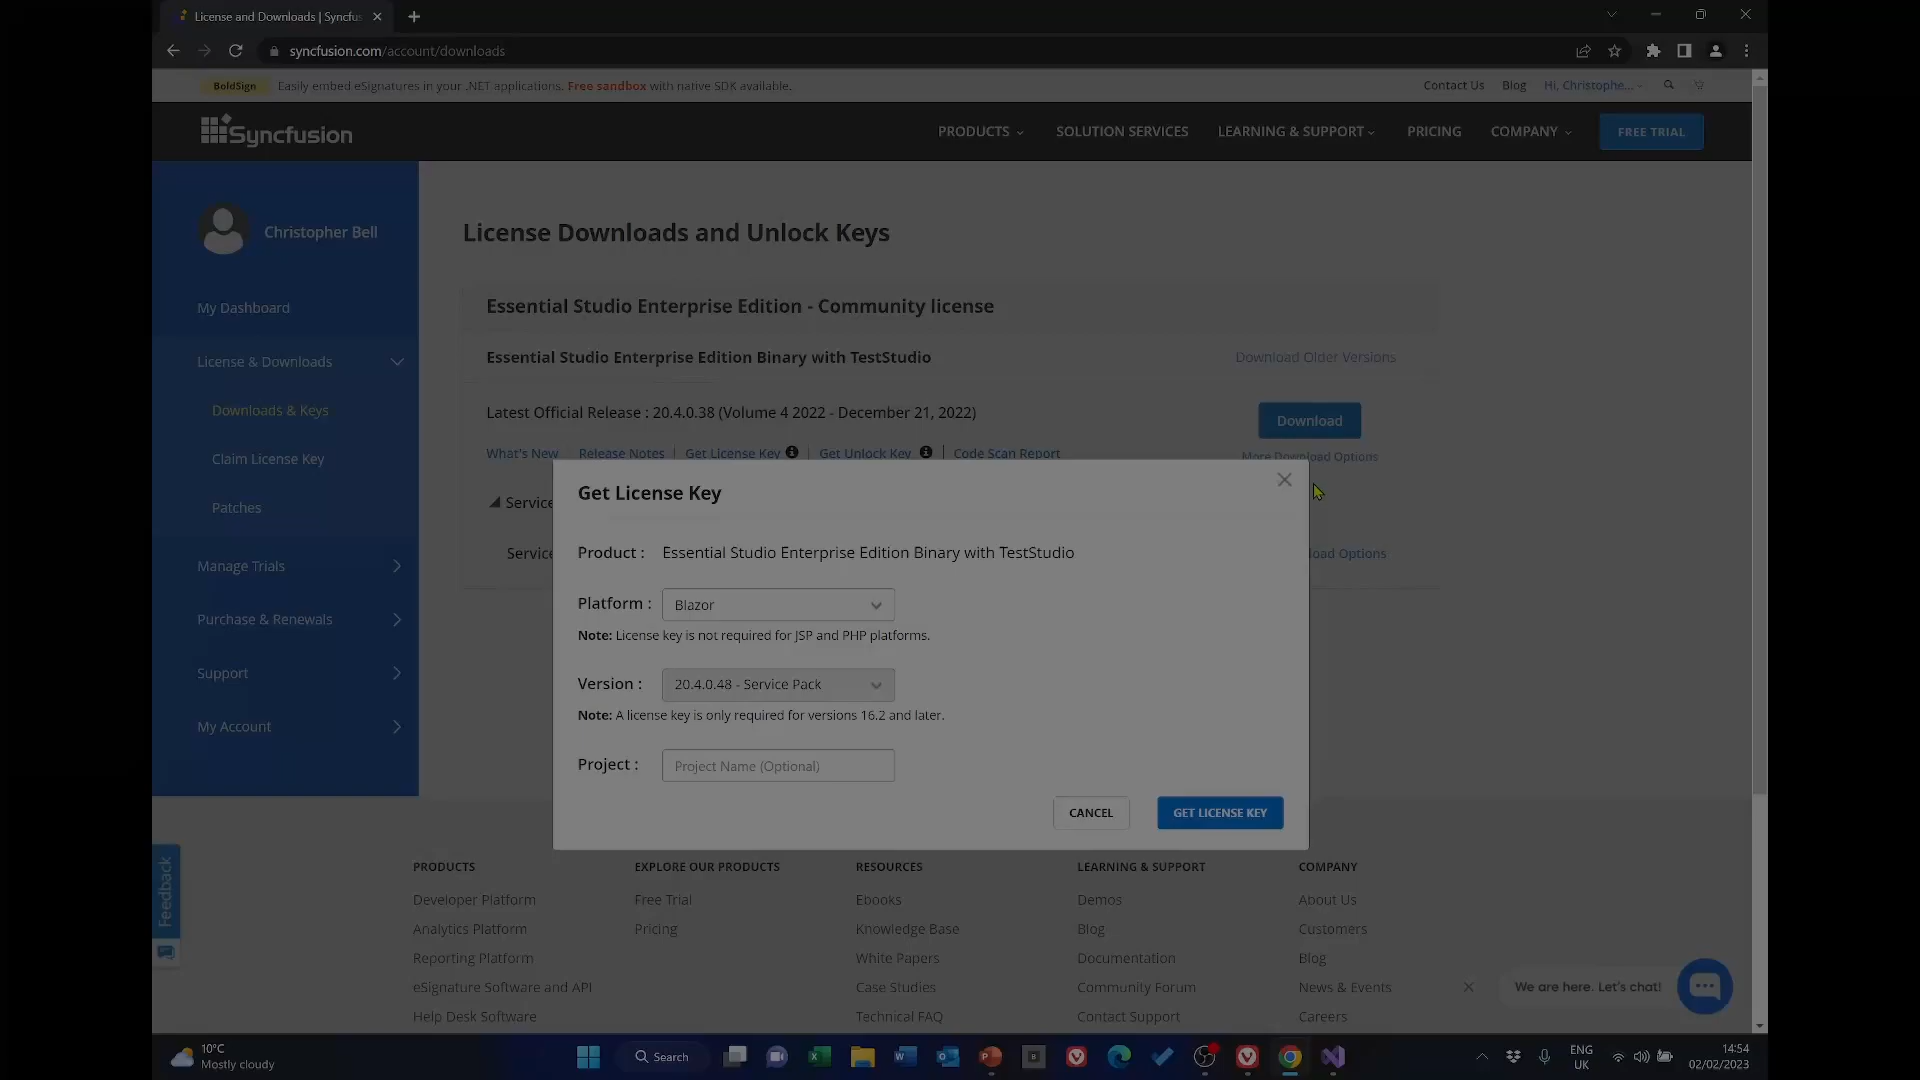 License and Downloads | Syncfus
syncfusion.com/account/downloads
BoldSign Easily embed eSignatures in your .NET applications. Free sandbox with native SDK available.
Contact Us Blog Hi, Christophe...
Syncfusion
PRODUCTS SOLUTION SERVICES LEARNING & SUPPORT PRICING COMPANY FREE TRIAL
Christopher Bell
My Dashboard
License & Downloads
Downloads & Keys
Claim License Key
Patches
Manage Trials
Purchase & Renewals
Support
My Account
License Downloads and Unlock Keys
Essential Studio Enterprise Edition - Community license
Essential Studio Enterprise Edition Binary with TestStudio
Download Older Versions
Latest Official Release : 20.4.0.38 (Volume 4 2022 - December 21, 2022)
Download
What's New Release Notes Get License Key Get Unlock Key Code Scan Report
More Download Options
Service
Service
load Options
Get License Key
Product : Essential Studio Enterprise Edition Binary with TestStudio
Platform : Blazor
Note: License key is not required for JSP and PHP platforms.
Version : 20.4.0.48 - Service Pack
Note: A license key is only required for versions 16.2 and later.
Project : Project Name (Optional)
CANCEL GET LICENSE KEY
Feedback
PRODUCTS
Developer Platform
Analytics Platform
Reporting Platform
eSignature Software and API
Help Desk Software
EXPLORE OUR PRODUCTS
Free Trial
Pricing
RESOURCES
Ebooks
Knowledge Base
White Papers
Case Studies
Technical FAQ
LEARNING & SUPPORT
Demos
Blog
Documentation
Community Forum
Contact Support
COMPANY
About Us
Customers
Blog
News & Events
Careers
We are here. Let's chat!
10°C
Mostly cloudy
Search
ENG
UK
14:54
02/02/2023